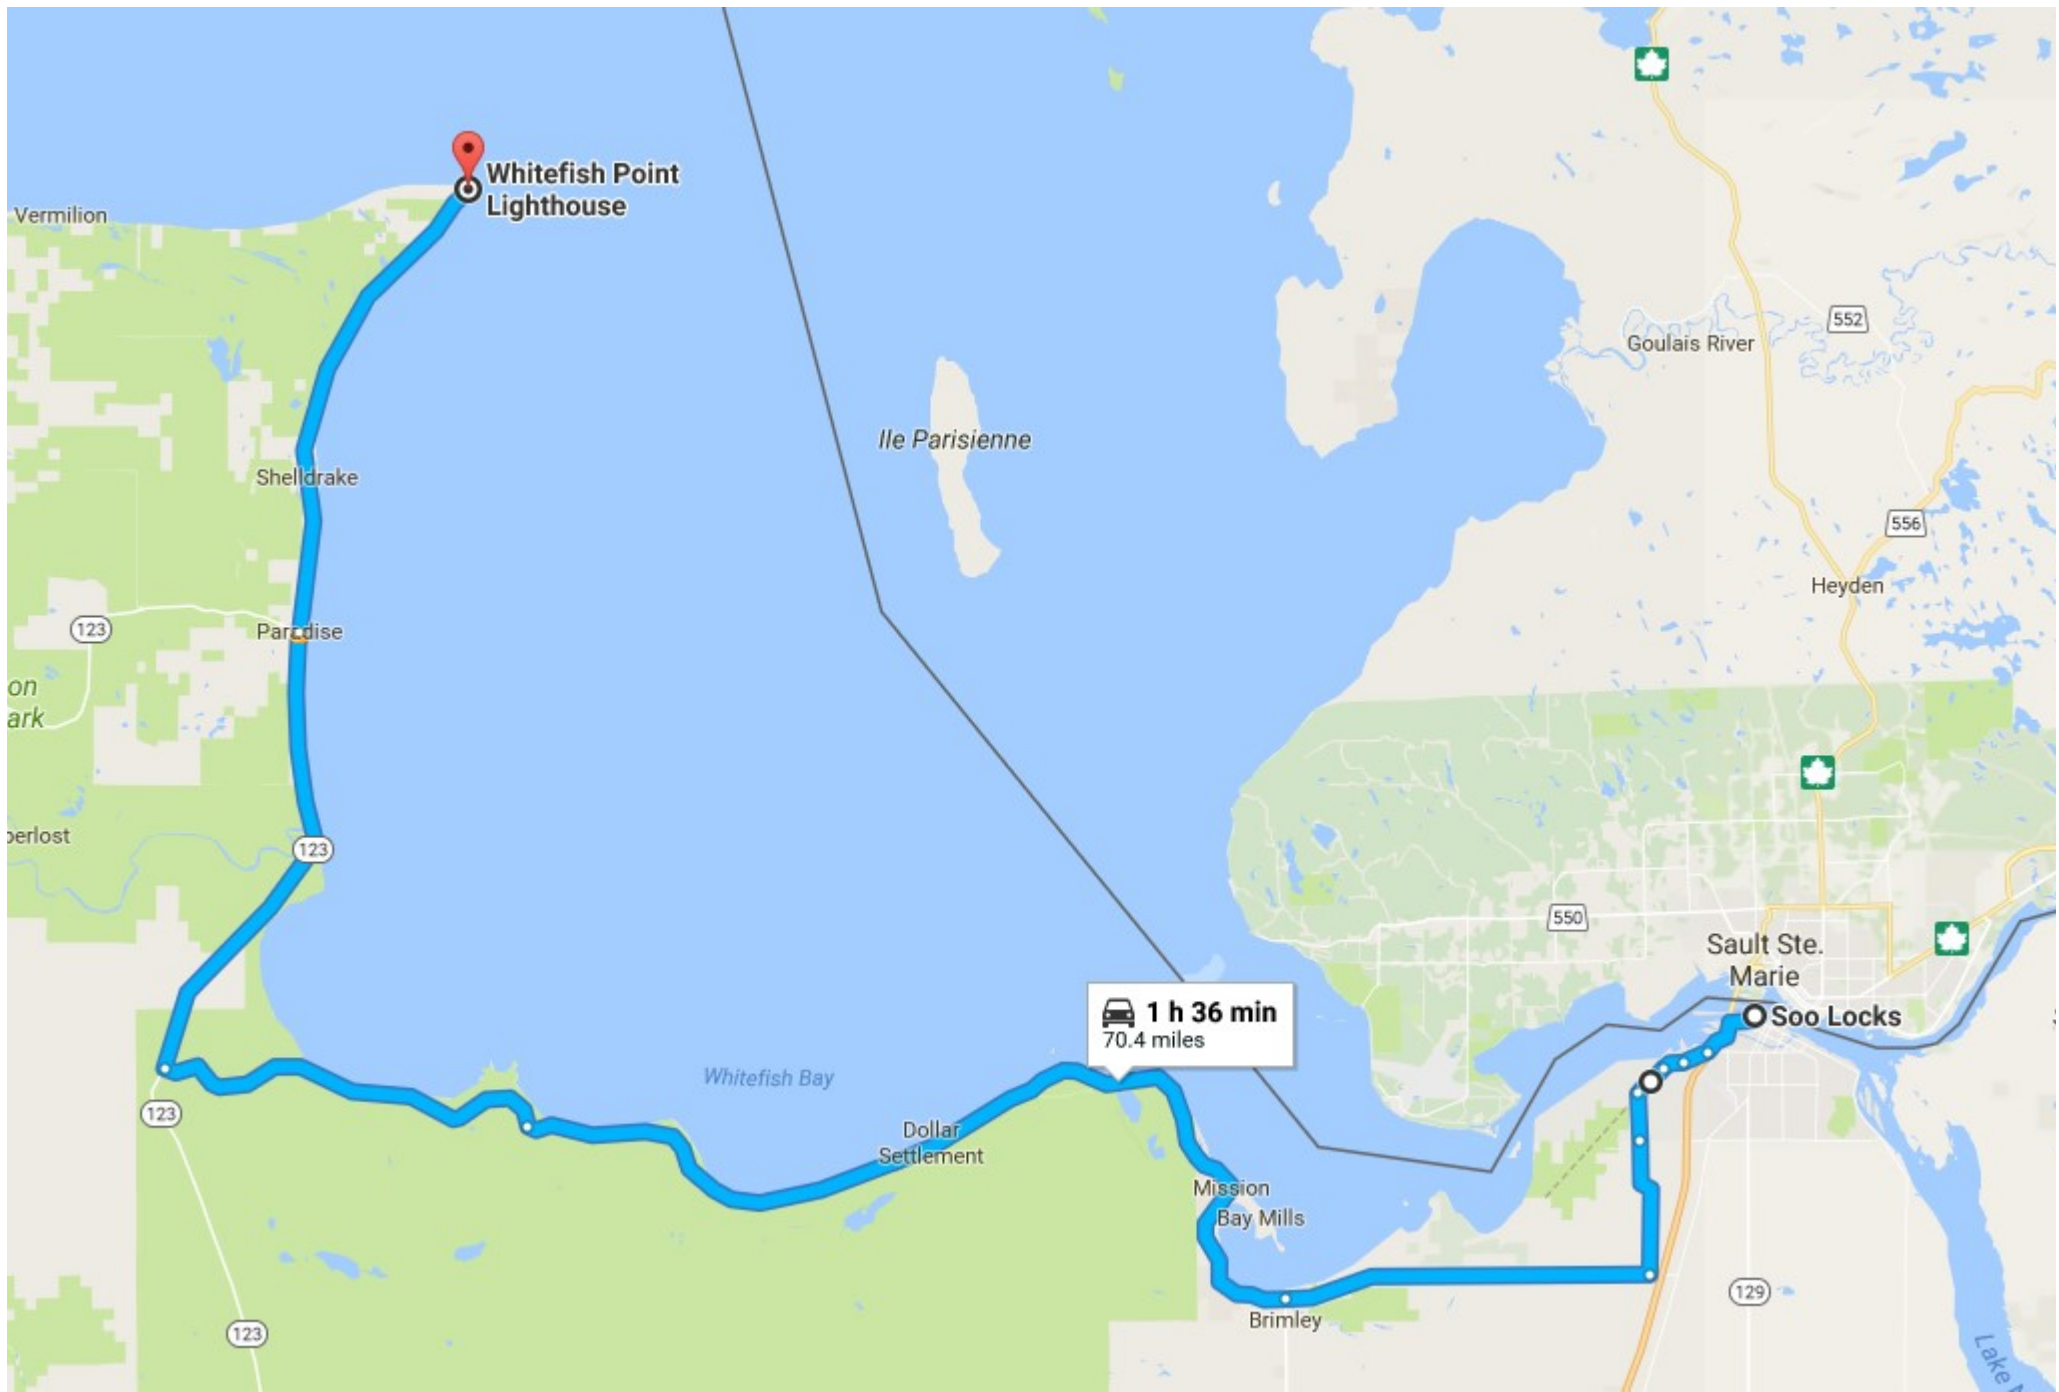 Whitefish Point
Lighthouse
Vermilion
552
Goulais River
Ile Parisienne
Shelldrake
556
Heyden
123
Paradise
on
ark
berlost
123
550
Sault Ste.
Marie
1 h 36 min
70.4 miles
Soo Locks
Whitefish Bay
123
Dollar
Settlement
Mission
Bay Mills
129
Brimley
123
Lake